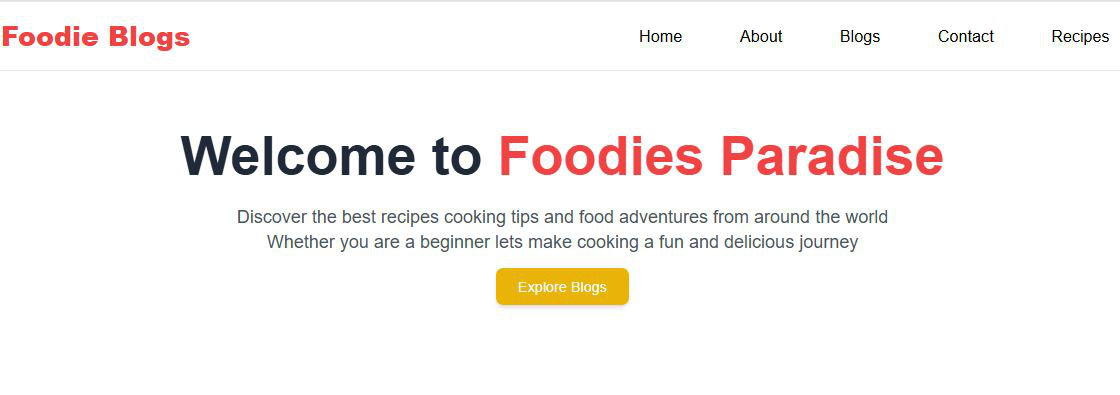 Foodie Blogs
Home About Blogs Contact Recipes
Welcome to Foodies Paradise
Discover the best recipes cooking tips and food adventures from around the world
Whether you are a beginner lets make cooking a fun and delicious journey
Explore Blogs